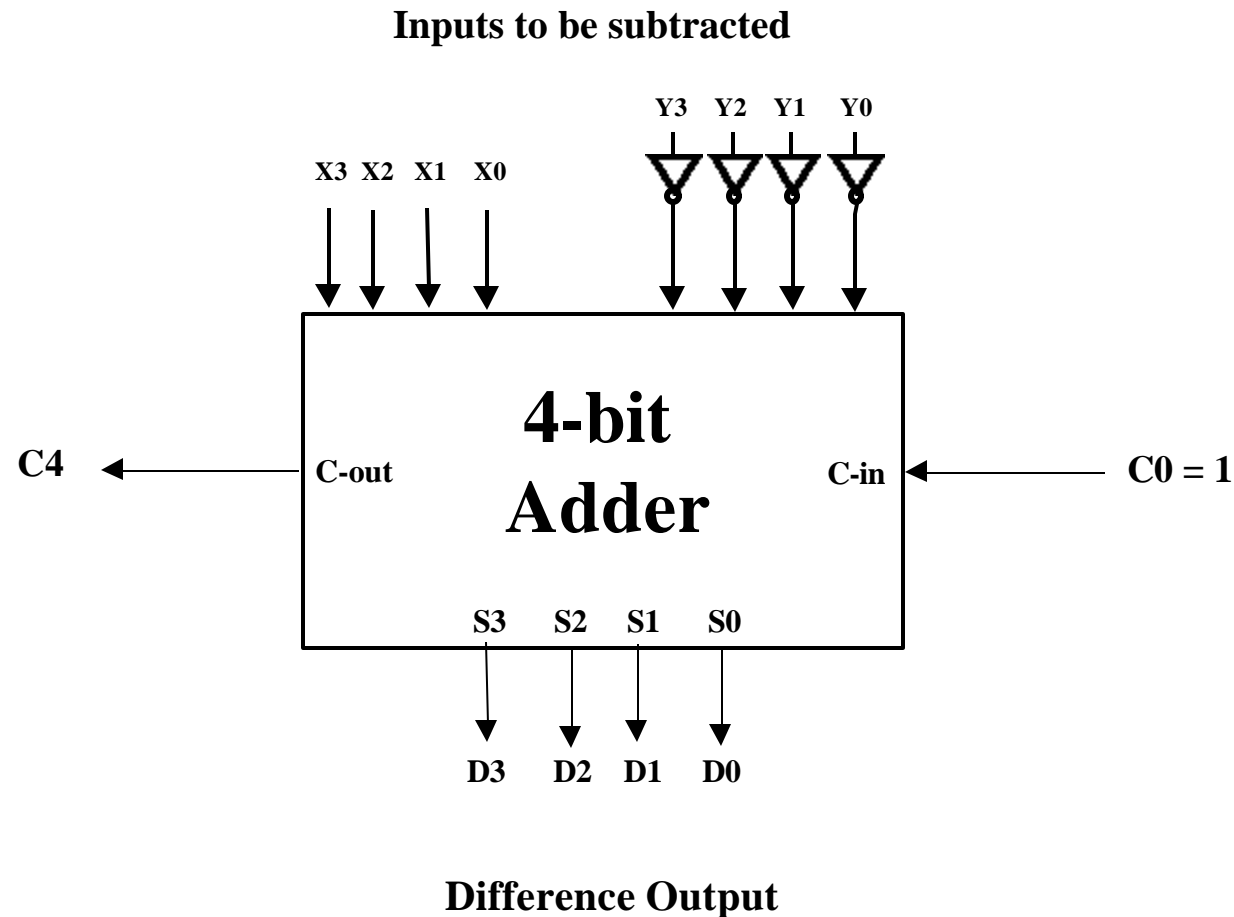 Inputs to be subtracted
Y3 Y2 Y1 Y0
X3 X2 X1 X0
4-bit
Adder
C4
C-out
C-in
C0 = 1
S3 S2 S1 S0
D3 D2 D1 D0
Difference Output